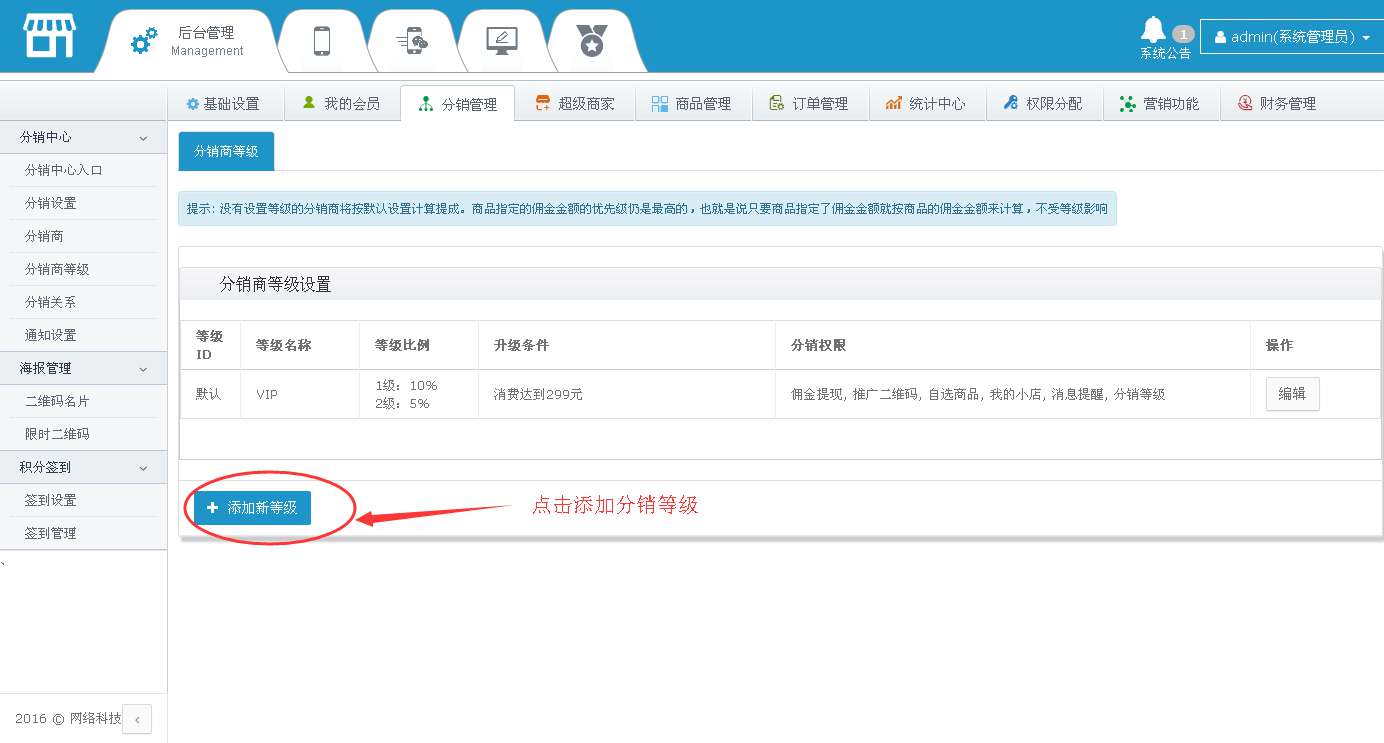 后台管理
Management
1
系统公告
admin(系统管理员)
基础设置
我的会员
分销管理
超级商家
商品管理
订单管理
统计中心
权限分配
营销功能
财务管理
分销中心
分销中心入口
分销设置
分销商
分销商等级
分销关系
通知设置
海报管理
二维码名片
限时二维码
积分签到
签到设置
签到管理
、
2016 © 网络科技
分销商等级
提示: 没有设置等级的分销商将按默认设置计算提成。商品指定的佣金金额的优先级仍是最高的，也就是说只要商品指定了佣金金额就按商品的佣金金额来计算，不受等级影响
分销商等级设置
等级ID 等级名称 等级比例 升级条件 分销权限 操作
默认 VIP 1级：10% 消费达到299元 佣金提现, 推广二维码, 自选商品, 我的小店, 消息提醒, 分销等级 编辑
2级：5%
添加新等级
点击添加分销等级